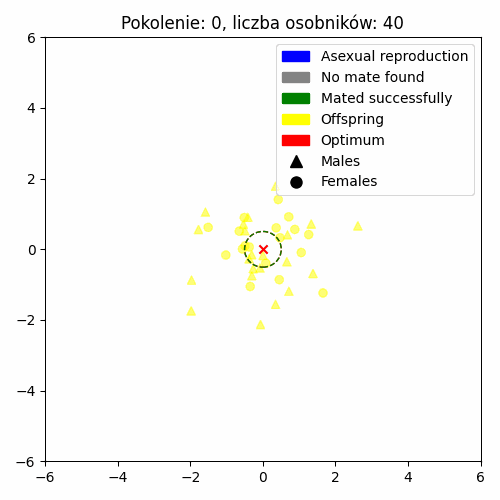 Pokolenie: 0, liczba osobników: 40
Asexual reproduction
No mate found
Mated successfully
Offspring
Optimum
Males
Females
6
4
2
0
−2
−4
−6
−6 −4 −2 0 2 4 6